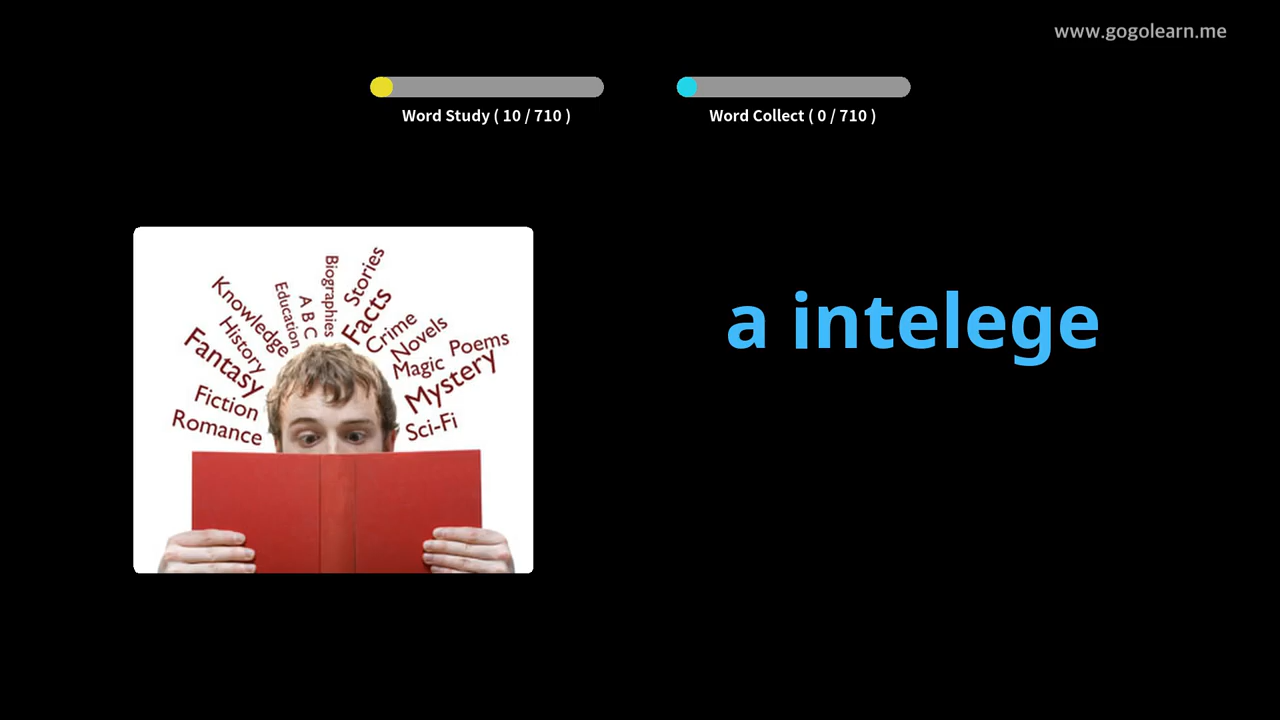 www.gogolearn.me
Word Study ( 10 / 710 )
Word Collect ( 0 / 710 )
a intelege
Knowledge
History
Fantasy
Fiction
Romance
Education
A B C
Biographies
Stories
Facts
Crime
Novels
Magic
Poems
Mystery
Sci-Fi